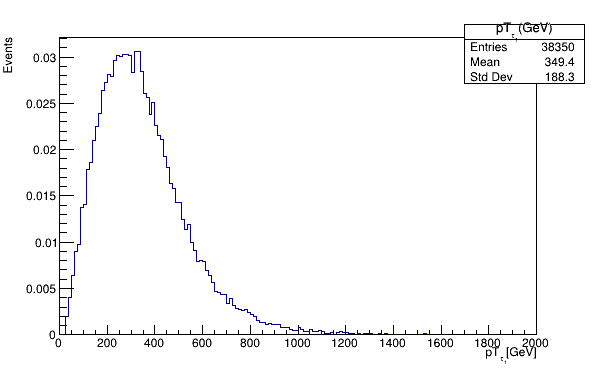 pT_τ₁(GeV)
Entries 38350
Mean 349.4
Std Dev 188.3
Events
0.03
0.025
0.02
0.015
0.01
0.005
0
0 200 400 600 800 1000 1200 1400 1600 1800 2000
pT_τ₁[GeV]